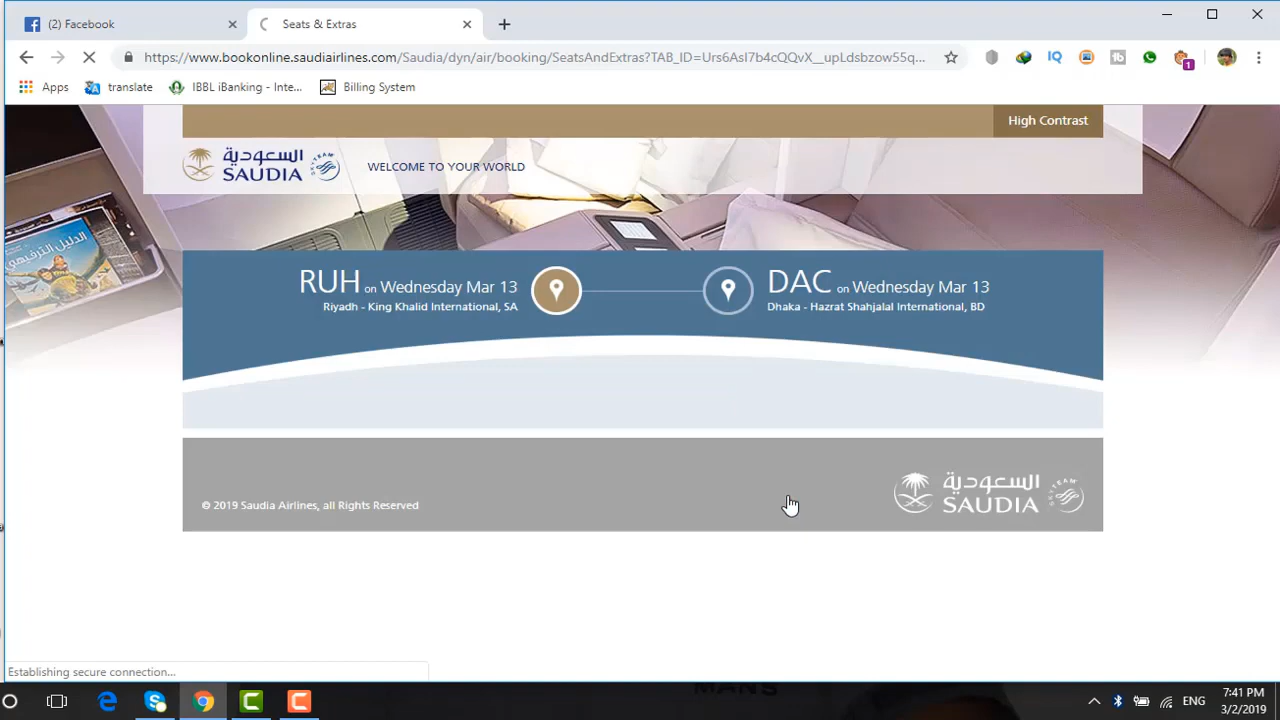 (2) Facebook
Seats & Extras
https://www.bookonline.saudiairlines.com/Saudia/dyn/air/booking/SeatsAndExtras?TAB_ID=Urs6AsI7b4cQQvX__upLdsbzow55q...
Apps
translate
IBBL iBanking - Inte...
Billing System
High Contrast
السعودية
SAUDIA
WELCOME TO YOUR WORLD
الدليل الترفيهي
RUH on Wednesday Mar 13
Riyadh - King Khalid International, SA
DAC on Wednesday Mar 13
Dhaka - Hazrat Shahjalal International, BD
© 2019 Saudia Airlines, all Rights Reserved
السعودية
SAUDIA
Establishing secure connection...
MANS
ENG
7:41 PM
3/2/2019